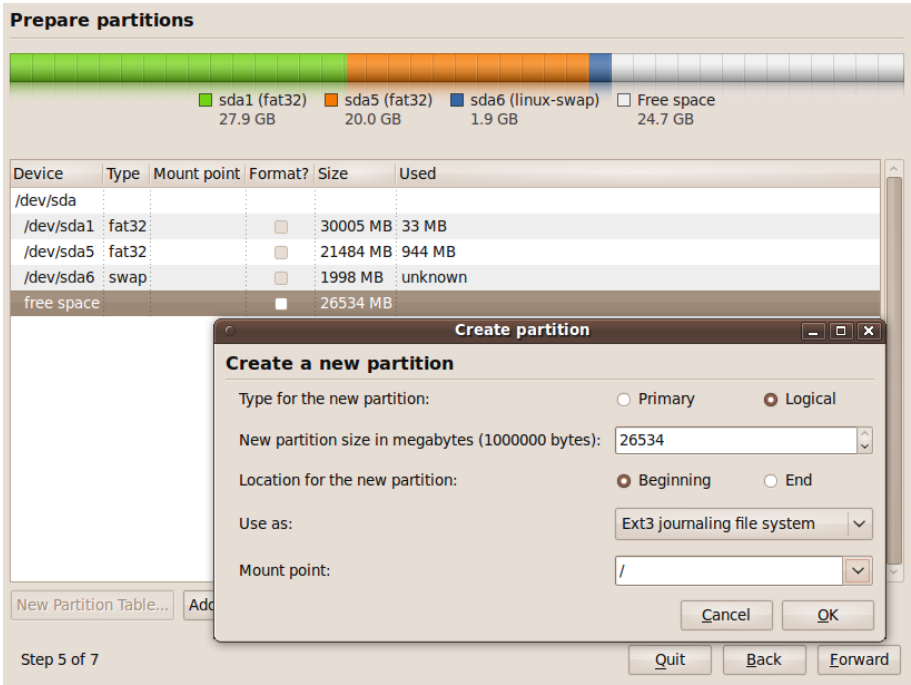 Prepare partitions
sda1 (fat32) sda5 (fat32) sda6 (linux-swap) Free space
27.9 GB 20.0 GB 1.9 GB 24.7 GB
Device Type Mount point Format? Size Used
/dev/sda
/dev/sda1 fat32 30005 MB 33 MB
/dev/sda5 fat32 21484 MB 944 MB
/dev/sda6 swap 1998 MB unknown
free space 26534 MB
Create partition
Create a new partition
Type for the new partition: Primary Logical
New partition size in megabytes (1000000 bytes): 26534
Location for the new partition: Beginning End
Use as: Ext3 journaling file system
Mount point: /
Cancel OK
New Partition Table... Add
Step 5 of 7 Quit Back Forward